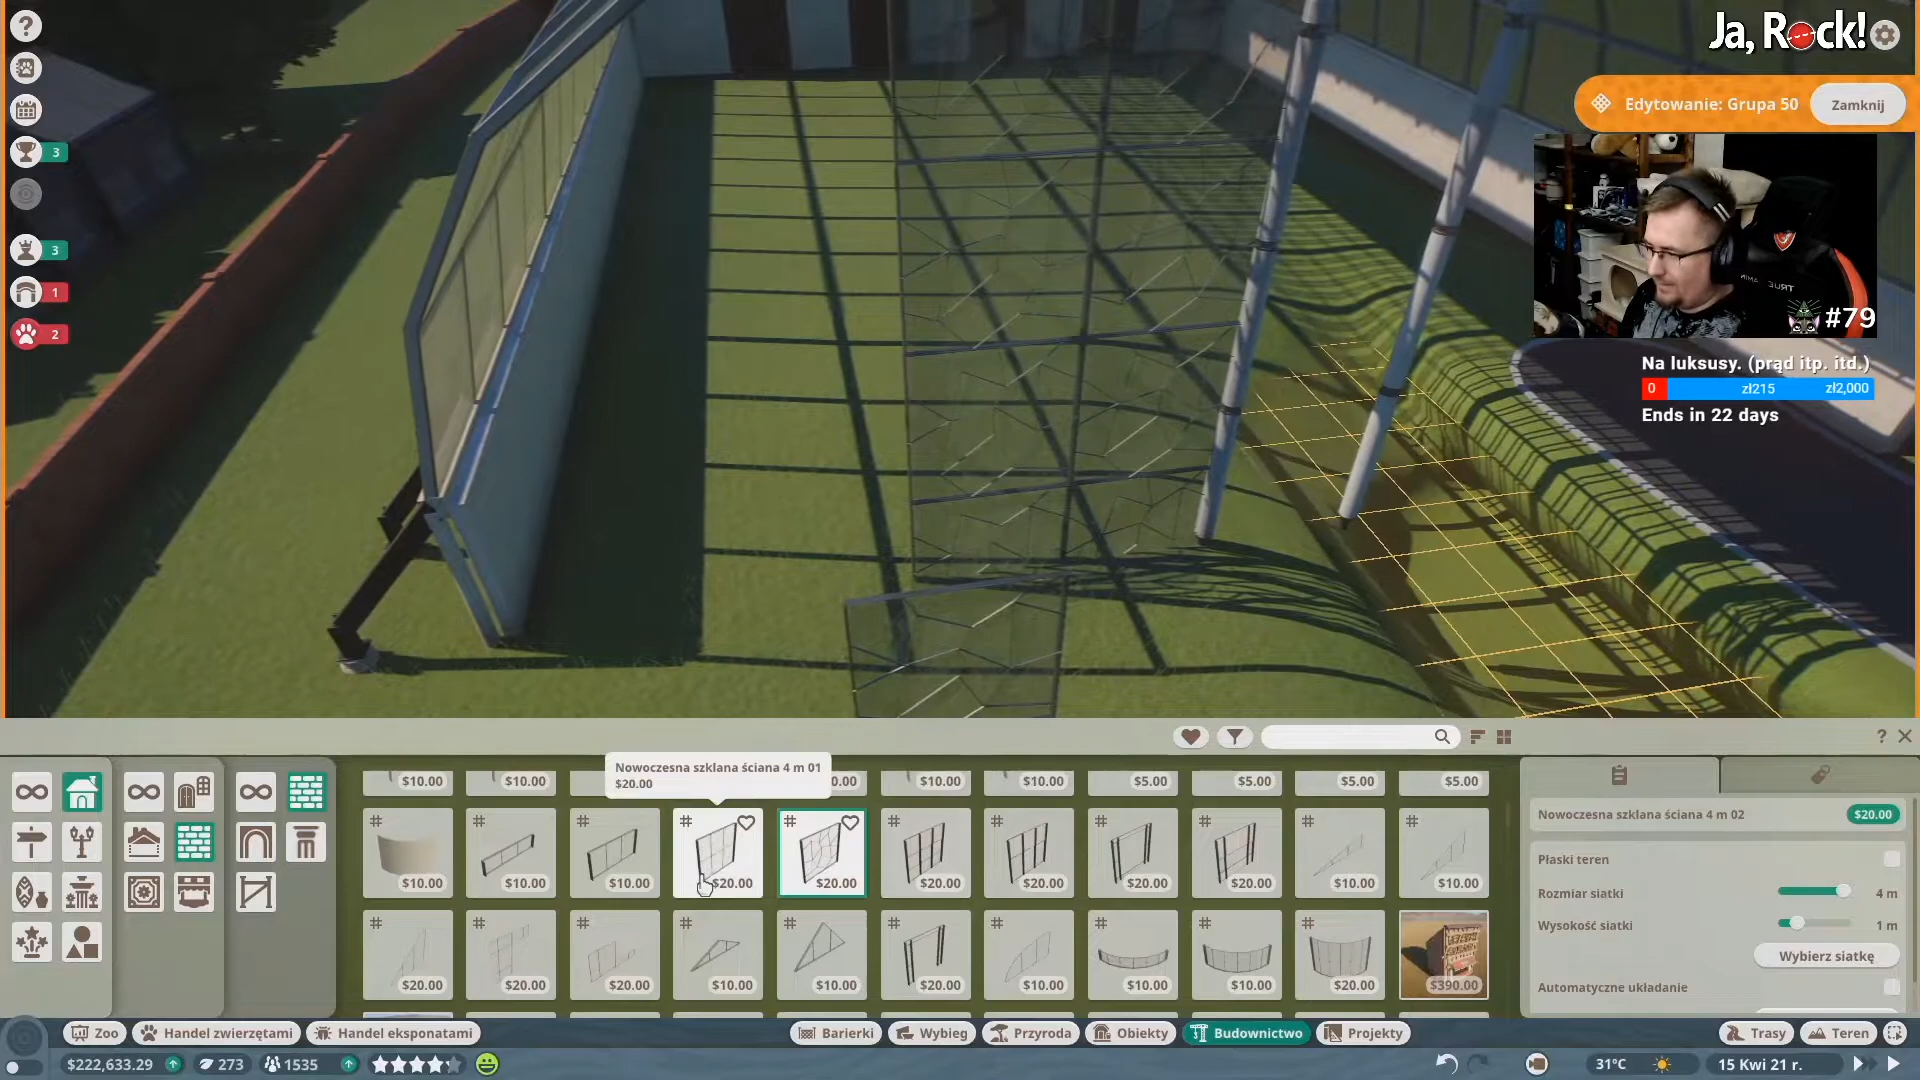 ?
Ja, Rock!
Edytowanie: Grupa 50
Zamknij
3
3
1
2
#79
Na luksusy. (prąd itp. itd.)
0 zł215 zł2,000
Ends in 22 days
Nowoczesna szklana ściana 4 m 01
$20.00
?
$10.00 $10.00 $10.00 $10.00 $5.00 $5.00 $5.00 $5.00
# # # # # # # # # #
$10.00 $10.00 $10.00 $20.00 $20.00 $20.00 $20.00 $20.00 $20.00 $10.00 $10.00
# # # # # # # # # #
$20.00 $20.00 $20.00 $10.00 $10.00 $20.00 $10.00 $10.00 $10.00 $20.00 $390.00
Nowoczesna szklana ściana 4 m 02 $20.00
Płaski teren
Rozmiar siatki 4 m
Wysokość siatki 1 m
Wybierz siatkę
Automatyczne układanie
Zoo Handel zwierzętami Handel eksponatami Barierki Wybieg Przyroda Obiekty Budownictwo Projekty Trasy Teren
$222,633.29 273 1535 31°C 15 Kwi 21 r.